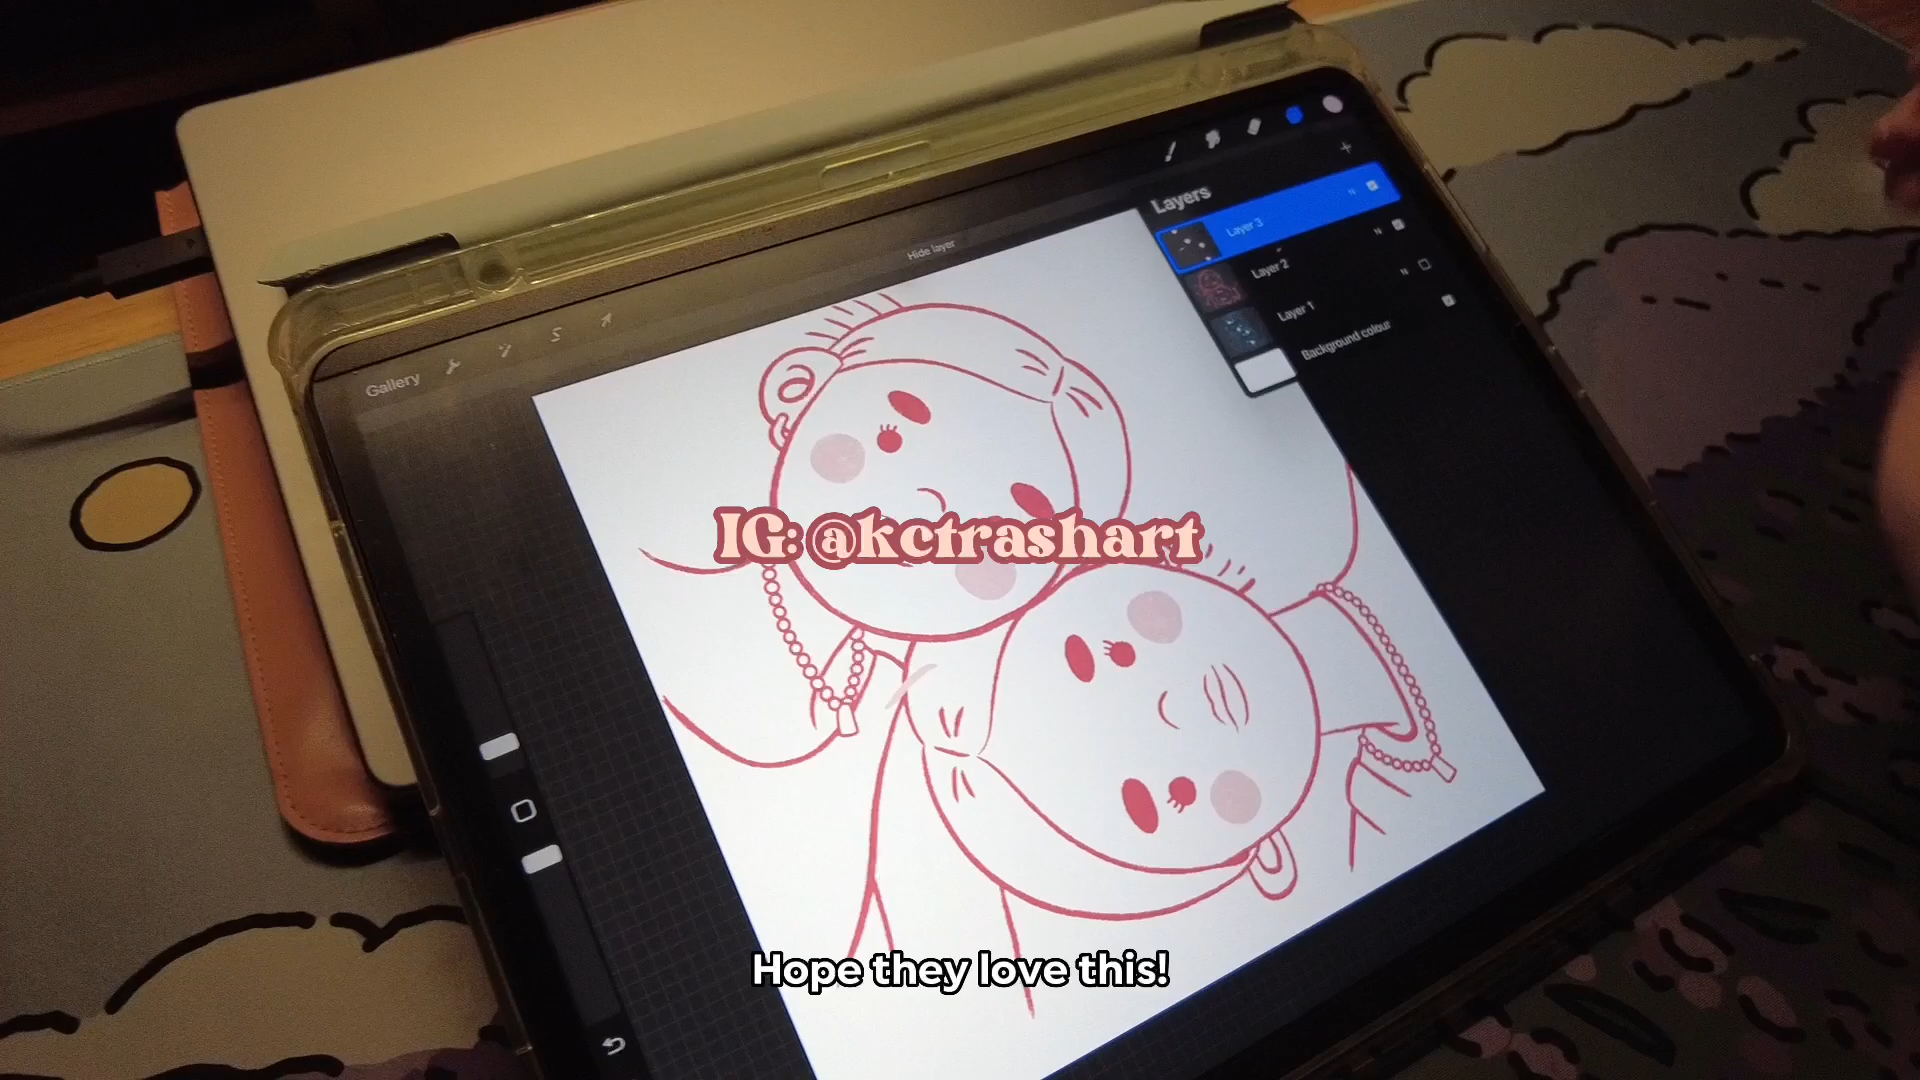 Layers
Layer 3
N
Hide layer
Layer 2
N
Layer 1
N
Background colour
Gallery
IG: @kctrashart
Hope they love this!